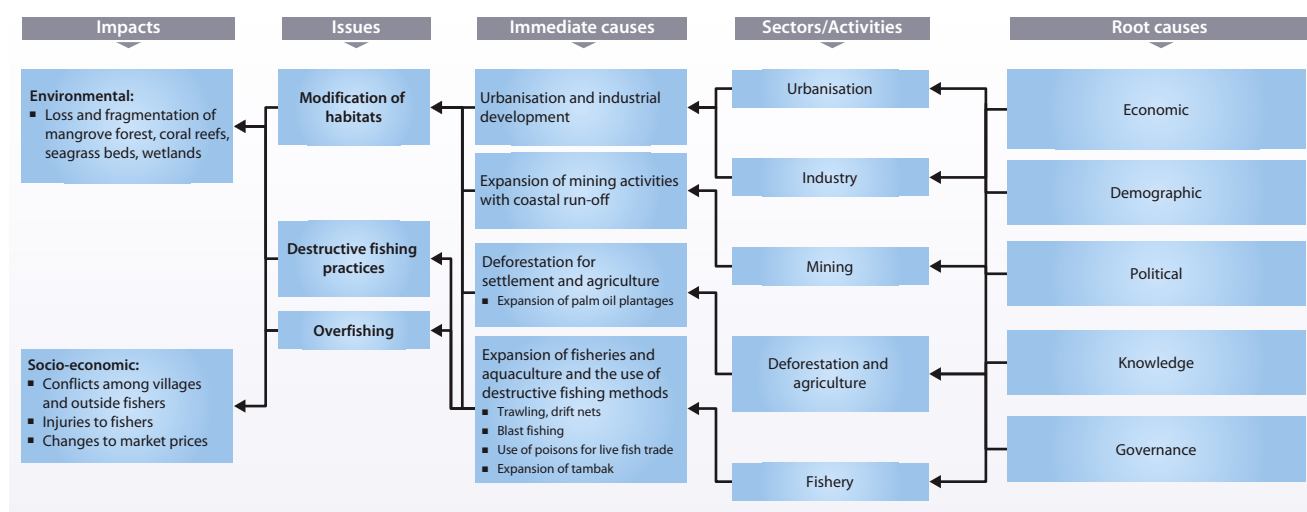 Impacts
Issues
Immediate causes
Sectors/Activities
Root causes
Environmental:
▪ Loss and fragmentation of
mangrove forest, coral reefs,
seagrass beds, wetlands
Socio-economic:
▪ Conflicts among villages
and outside fishers
▪ Injuries to fishers
▪ Changes to market prices
Modification of
habitats
Destructive fishing
practices
Overfishing
Urbanisation and industrial
development
Expansion of mining activities
with coastal run-off
Deforestation for
settlement and agriculture
▪ Expansion of palm oil plantages
Expansion of fisheries and
aquaculture and the use of
destructive fishing methods
▪ Trawling, drift nets
▪ Blast fishing
▪ Use of poisons for live fish trade
▪ Expansion of tambak
Urbanisation
Industry
Mining
Deforestation and
agriculture
Fishery
Economic
Demographic
Political
Knowledge
Governance